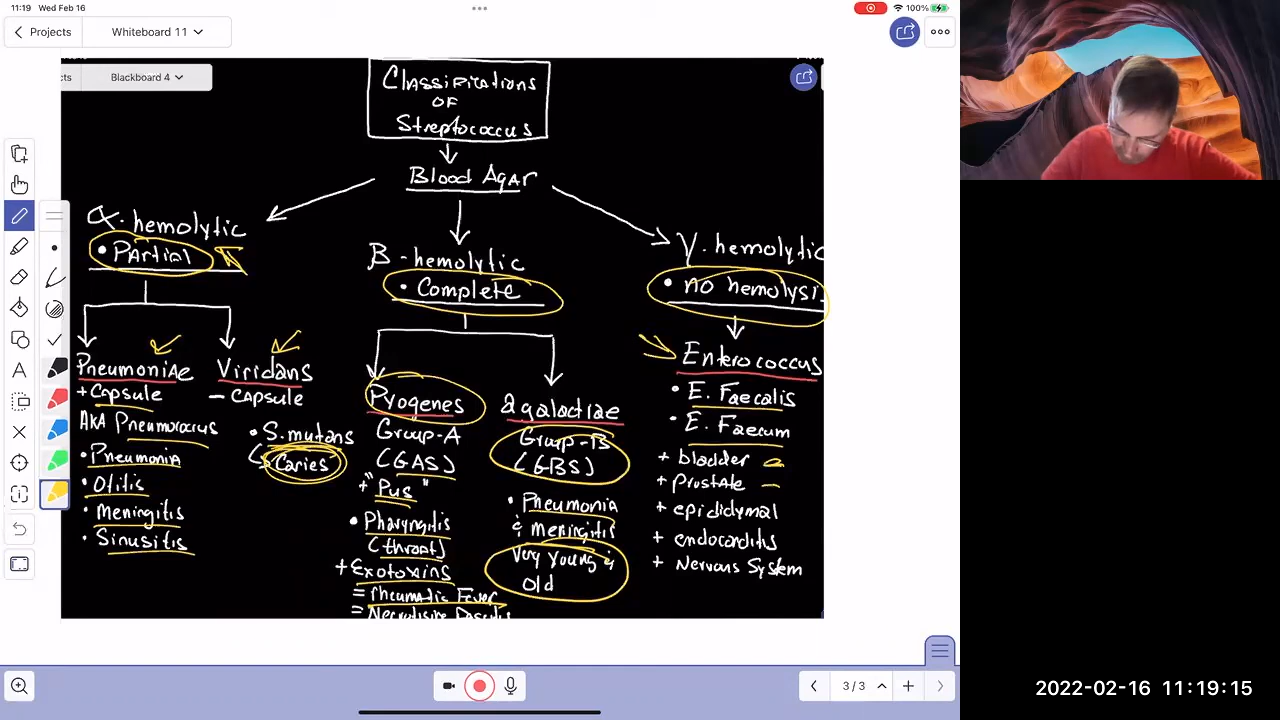 11:19 Wed Feb 16
100%
Projects
Whiteboard 11
cts
Blackboard 4
Classifications
of
Streptococcus
Blood Agar
α-hemolytic
• Partial
Pneumoniae
+ Capsule
AKA Pneumococcus
• Pneumonia
• Otitis
• Meningitis
• Sinusitis
Viridans
- Capsule
• S. mutans
Caries
β-hemolytic
• Complete
Pyogenes
Group-A
(GAS)
+ "Pus"
• Pharyngitis
(throat)
+ Exotoxins
= Rheumatic Fever
= Necrotising Fasciitis
agalactiae
Group-B
(GBS)
• Pneumonia
& meningitis
Very young &
old
γ-hemolytic
• no hemolysis
Enterococcus
• E. Faecalis
• E. Faecum
+ bladder
+ Prostate
+ epididymal
+ endocarditis
+ Nervous System
3/3
2022-02-16 11:19:15